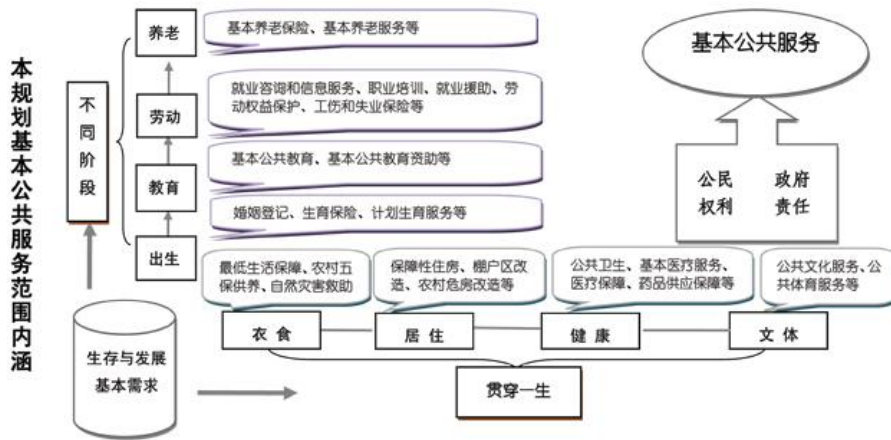 本规划基本公共服务范围内涵
不同阶段
养老
基本养老保险、基本养老服务等
劳动
就业咨询和信息服务、职业培训、就业援助、劳
动权益保护、工伤和失业保险等
教育
基本公共教育、基本公共教育资助等
出生
婚姻登记、生育保险、计划生育服务等
基本公共服务
公民
权利
政府
责任
最低生活保障、农村五
保供养、自然灾害救助
保障性住房、棚户区改
造、农村危房改造等
公共卫生、基本医疗服务、
医疗保障、药品供应保障等
公共文化服务、公
共体育服务等
衣食
居住
健康
文体
生存与发展
基本需求
贯穿一生